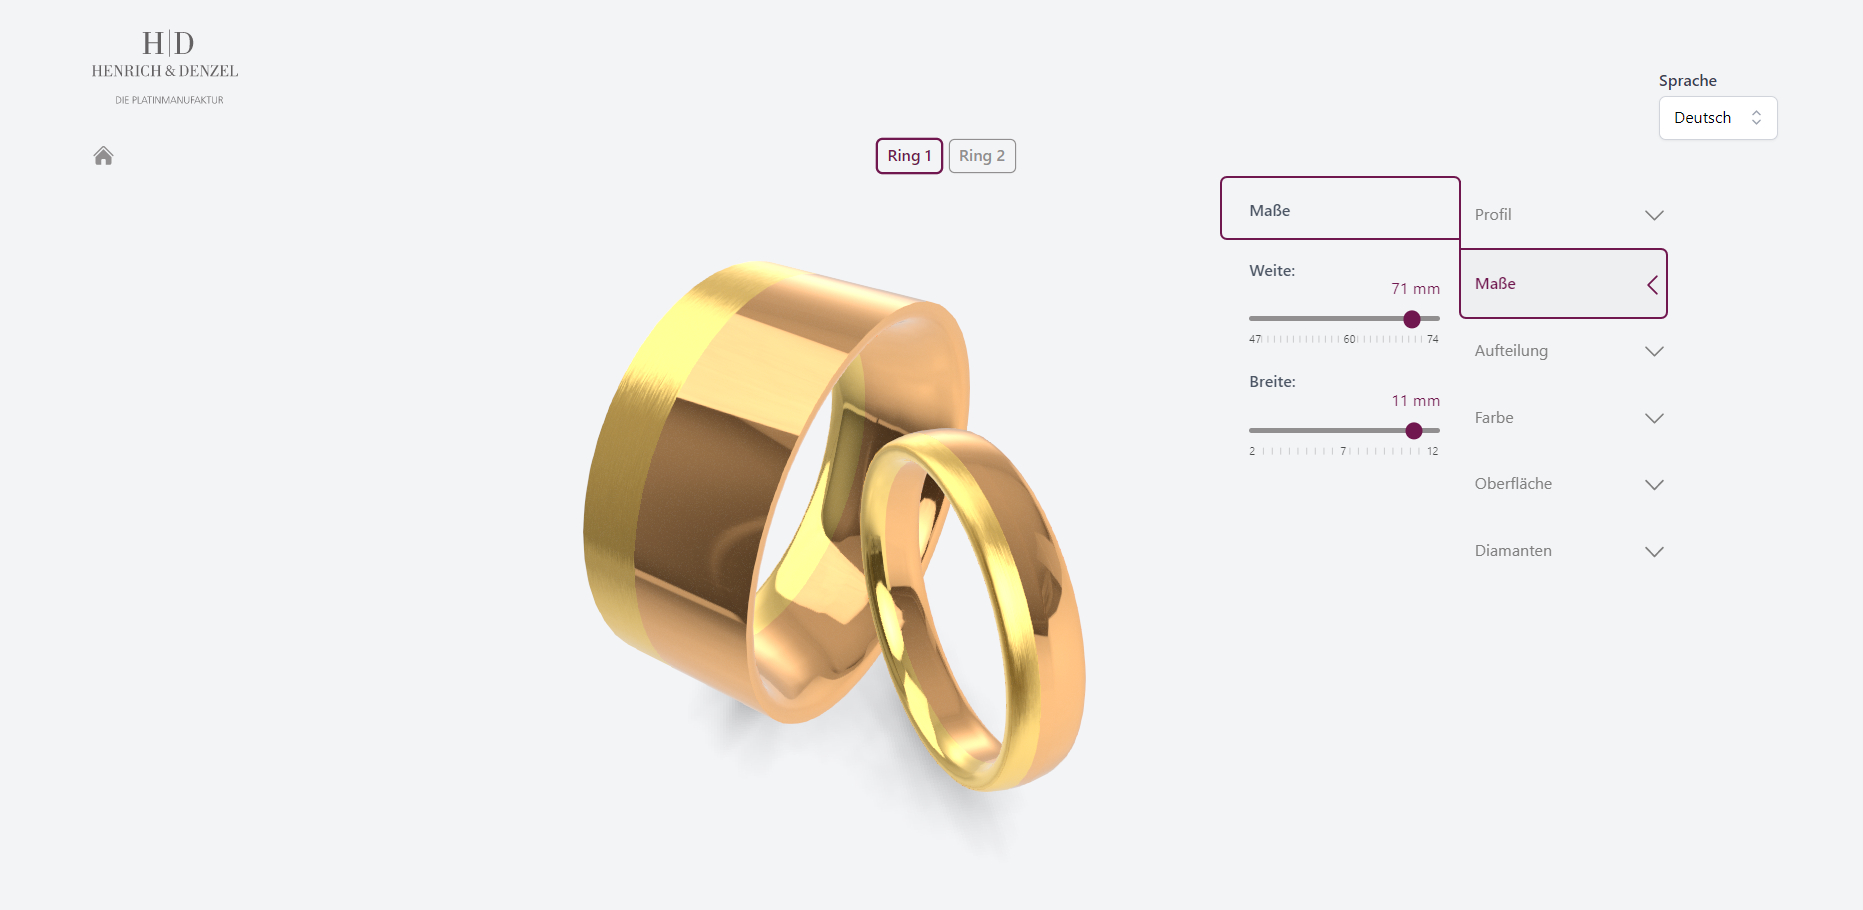 H|D
HENRICH & DENZEL
DIE PLATINMANUFAKTUR
Sprache
Deutsch
Ring 1
Ring 2
Maße
Weite:
71 mm
47 60 74
Breite:
11 mm
2 7 12
Profil
Maße
Aufteilung
Farbe
Oberfläche
Diamanten